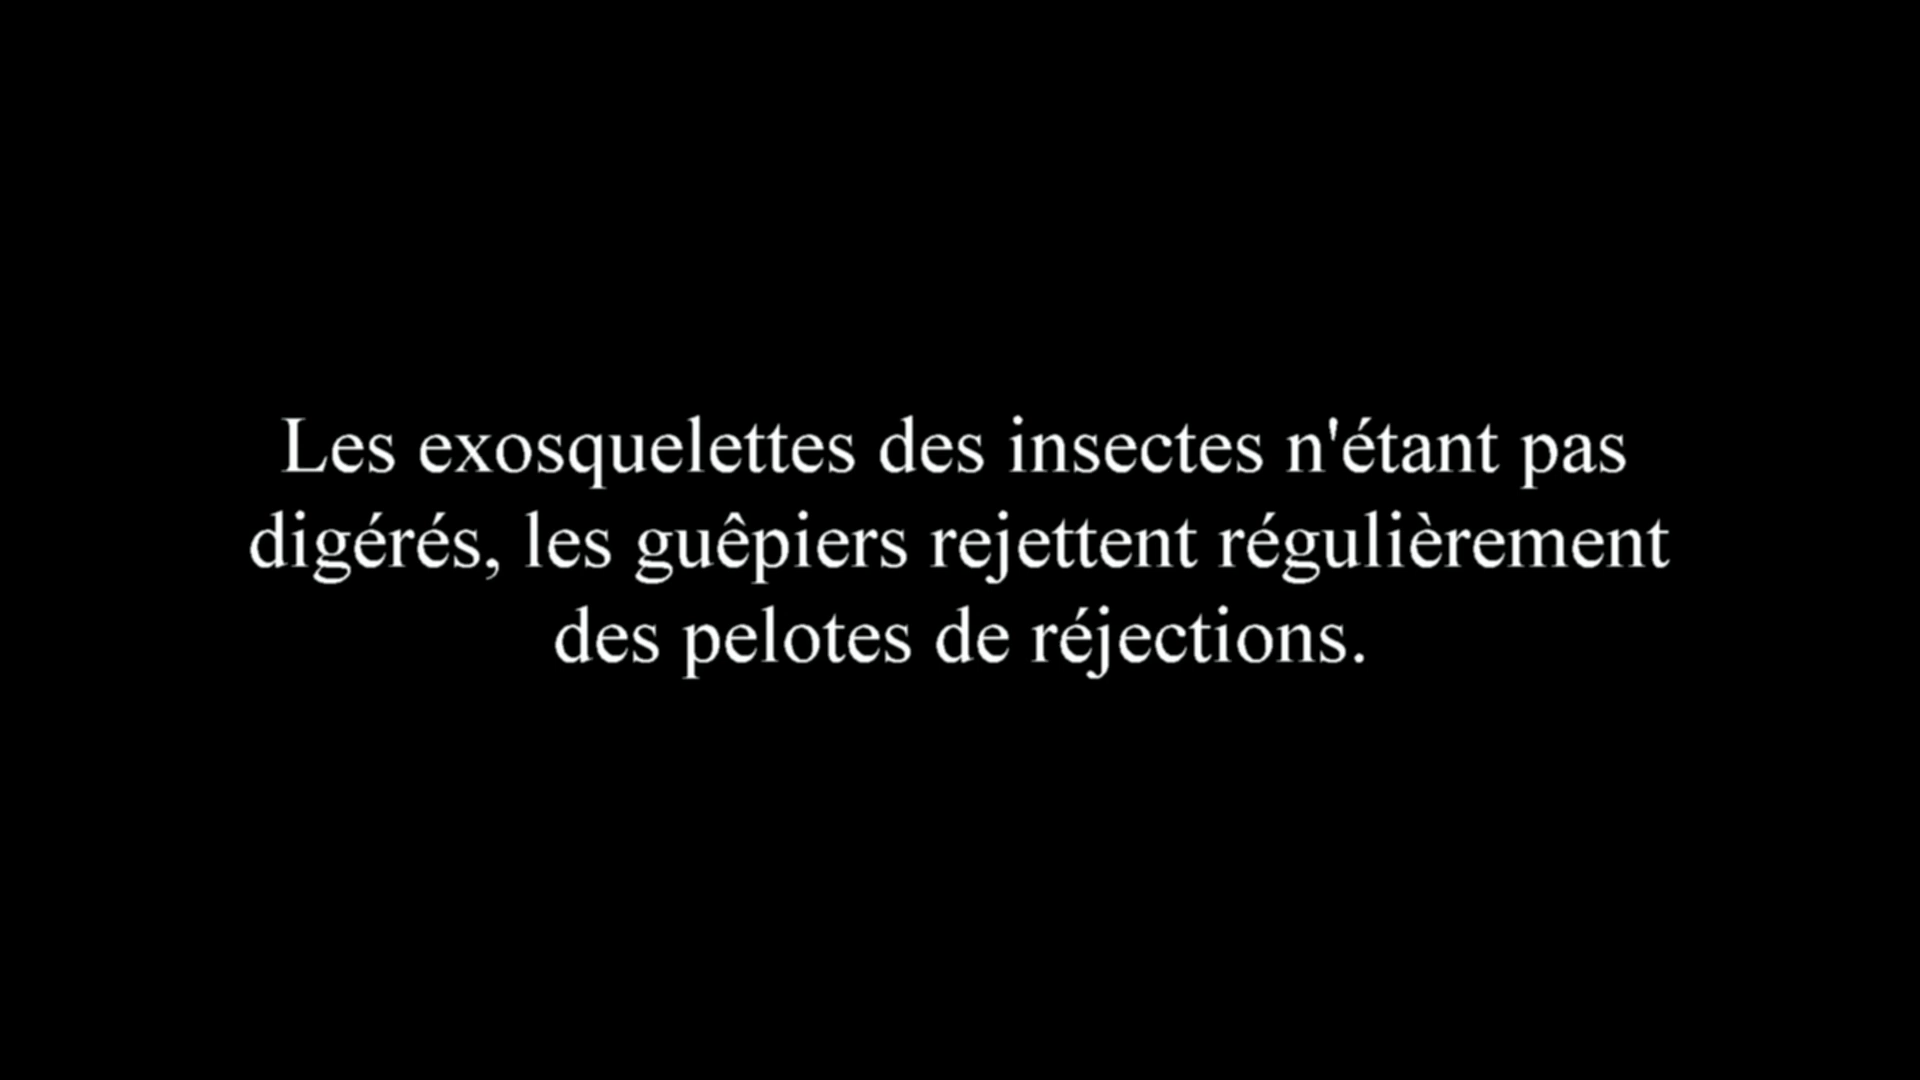 Les exosquelettes des insectes n'étant pas
digérés, les guêpiers rejettent régulièrement
des pelotes de réjections.